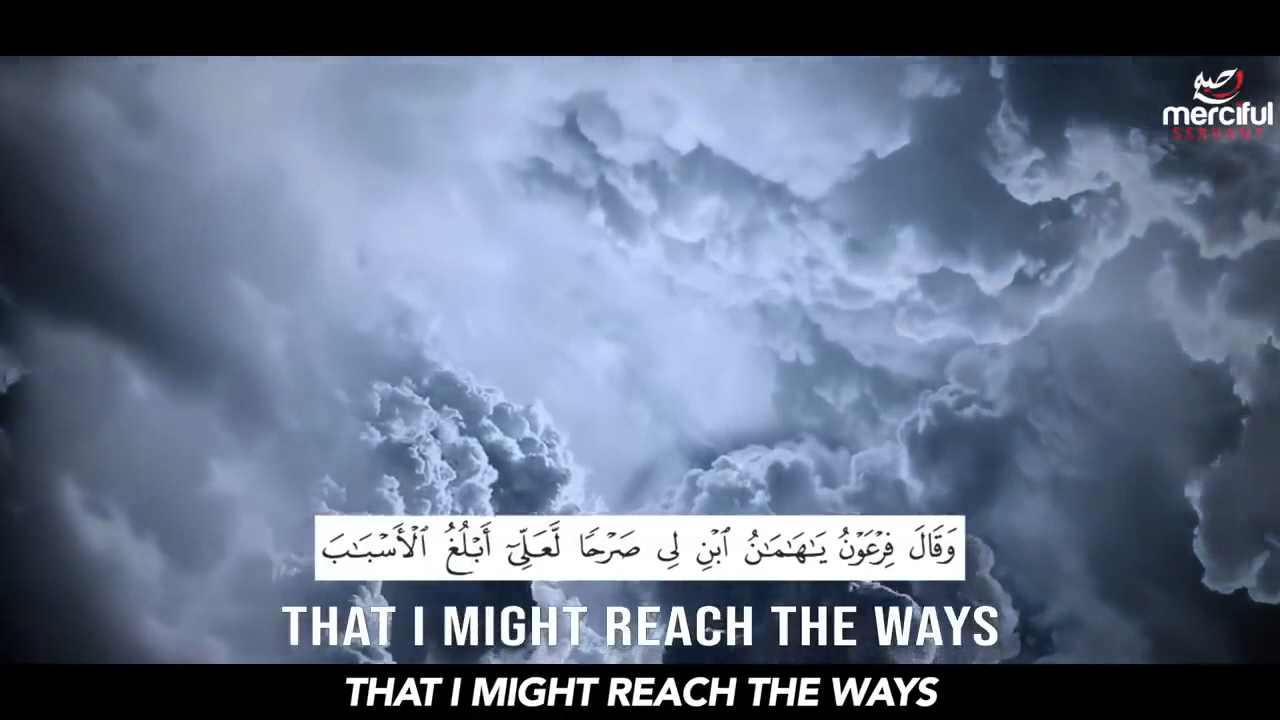 merciful
SERVANT
وَقَالَ فِرْعَوْنُ يَـٰهَـٰمَـٰنُ ٱبْنِ لِى صَرْحًا لَّعَلِّىٓ أَبْلُغُ ٱلْأَسْبَـٰبَ
THAT I MIGHT REACH THE WAYS
THAT I MIGHT REACH THE WAYS